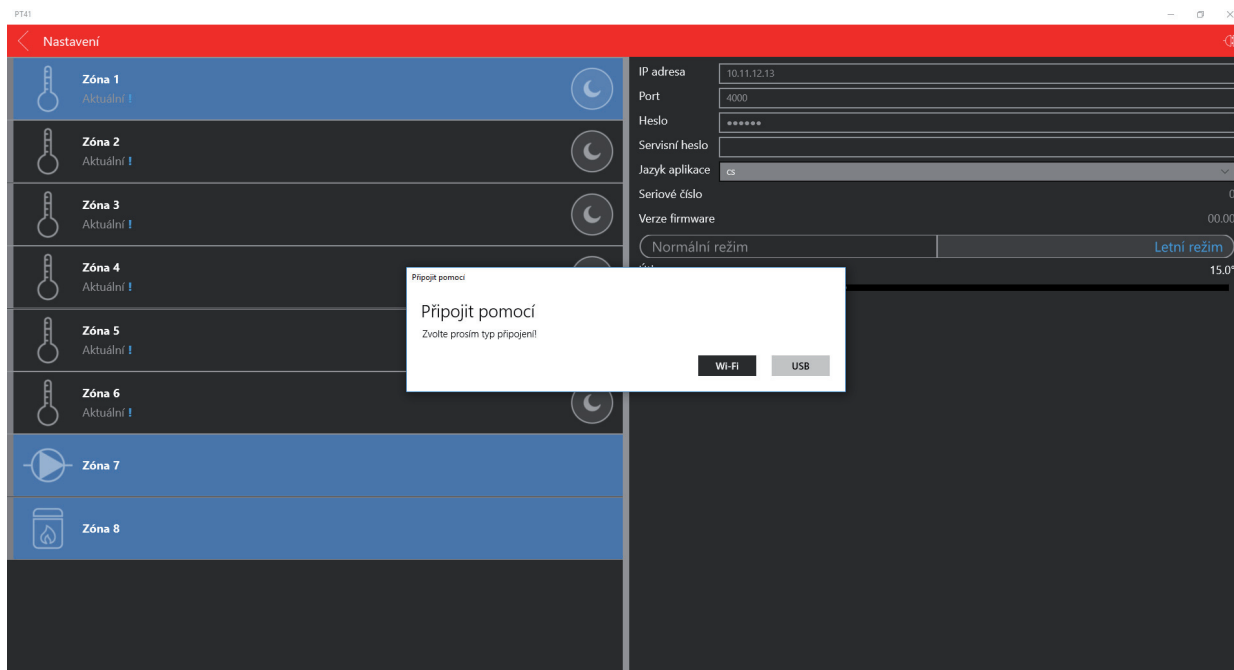 PT41
Nastavení
Zóna 1
Aktuální !
Zóna 2
Aktuální !
Zóna 3
Aktuální !
Zóna 4
Aktuální !
Zóna 5
Aktuální !
Zóna 6
Aktuální !
Zóna 7
Zóna 8
IP adresa 10.11.12.13
Port 4000
Heslo ••••••
Servisní heslo
Jazyk aplikace cs
Seriové číslo 0
Verze firmware 00.00
Normální režim Letní režim
15.0°
Připojit pomocí
Připojit pomocí
Zvolte prosím typ připojení!
Wi-Fi USB